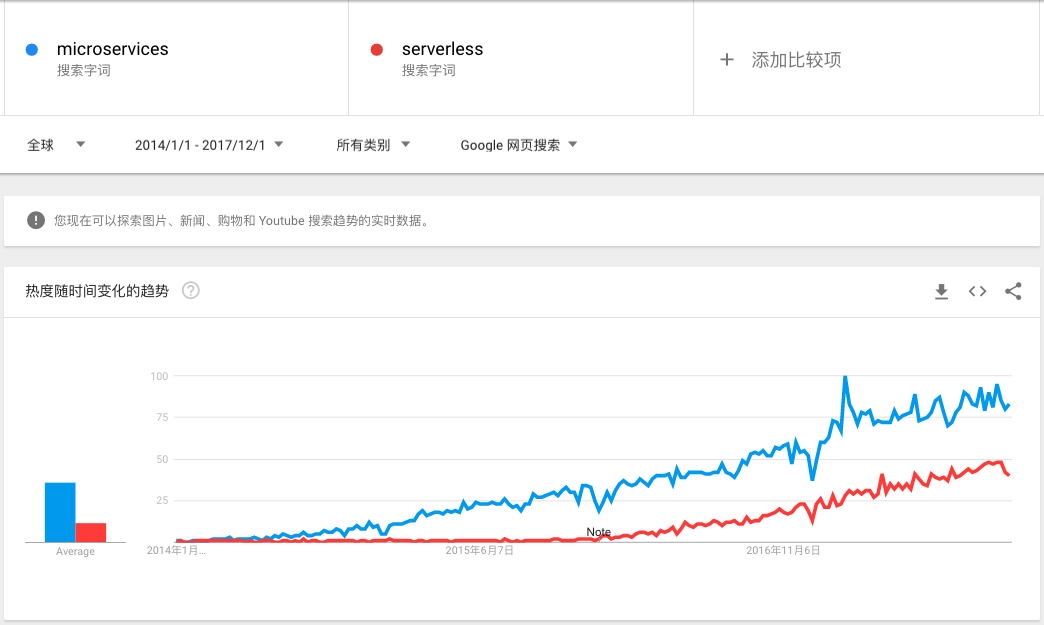 microservices
搜索字词
serverless
搜索字词
+ 添加比较项
全球
2014/1/1 - 2017/12/1
所有类别
Google 网页搜索
您现在可以探索图片、新闻、购物和 Youtube 搜索趋势的实时数据。
热度随时间变化的趋势
100
75
50
25
Note
Average
2014年1月...
2015年6月7日
2016年11月6日